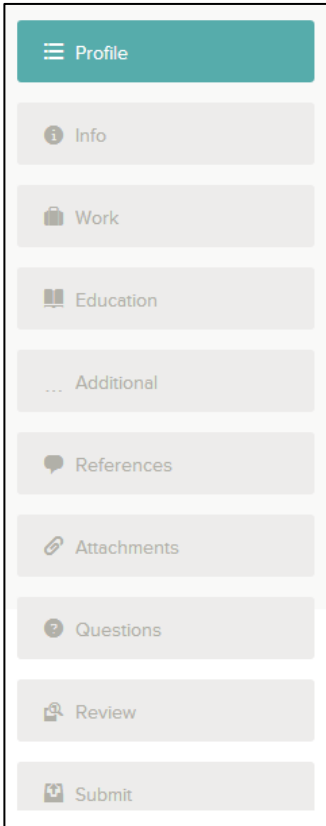 Profile
Info
Work
Education
... Additional
References
Attachments
Questions
Review
Submit